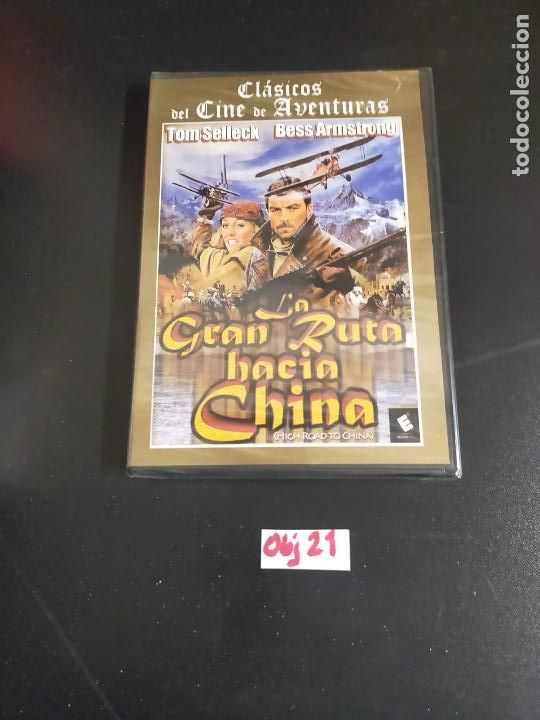 Clásicos
del Cine de Aventuras
Tom Selleck Bess Armstrong
La
Gran Ruta
hacia
China
(HIGH ROAD TO CHINA)
E
Obj 21
todocoleccion